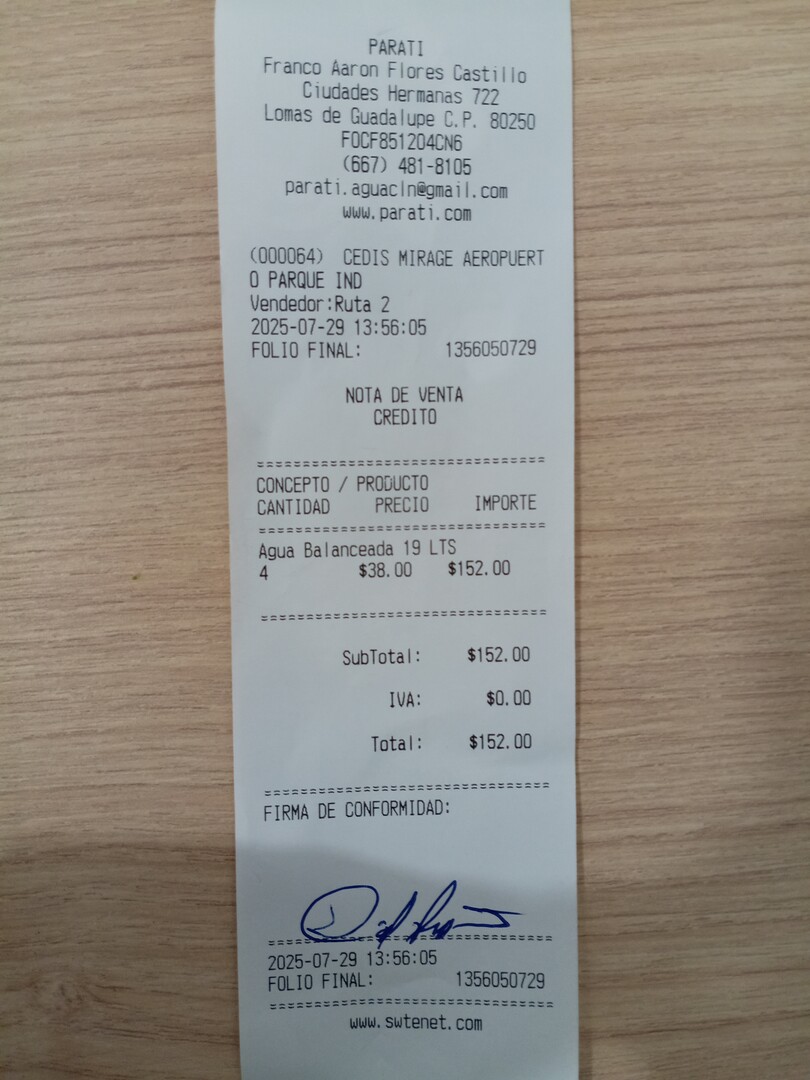 PARATI
Franco Aaron Flores Castillo
Ciudades Hermanas 722
Lomas de Guadalupe C.P. 80250
FOCF851204CN6
(667) 481-8105
parati.aguacln@gmail.com
www.parati.com
(000064) CEDIS MIRAGE AEROPUERT
O PARQUE IND
Vendedor:Ruta 2
2025-07-29 13:56:05
FOLIO FINAL: 1356050729
NOTA DE VENTA
CREDITO
================================
CONCEPTO / PRODUCTO
CANTIDAD PRECIO IMPORTE
================================
Agua Balanceada 19 LTS
4 $38.00 $152.00
================================
SubTotal: $152.00
IVA: $0.00
Total: $152.00
================================
FIRMA DE CONFORMIDAD:
================================
2025-07-29 13:56:05
FOLIO FINAL: 1356050729
================================
www.swtenet.com